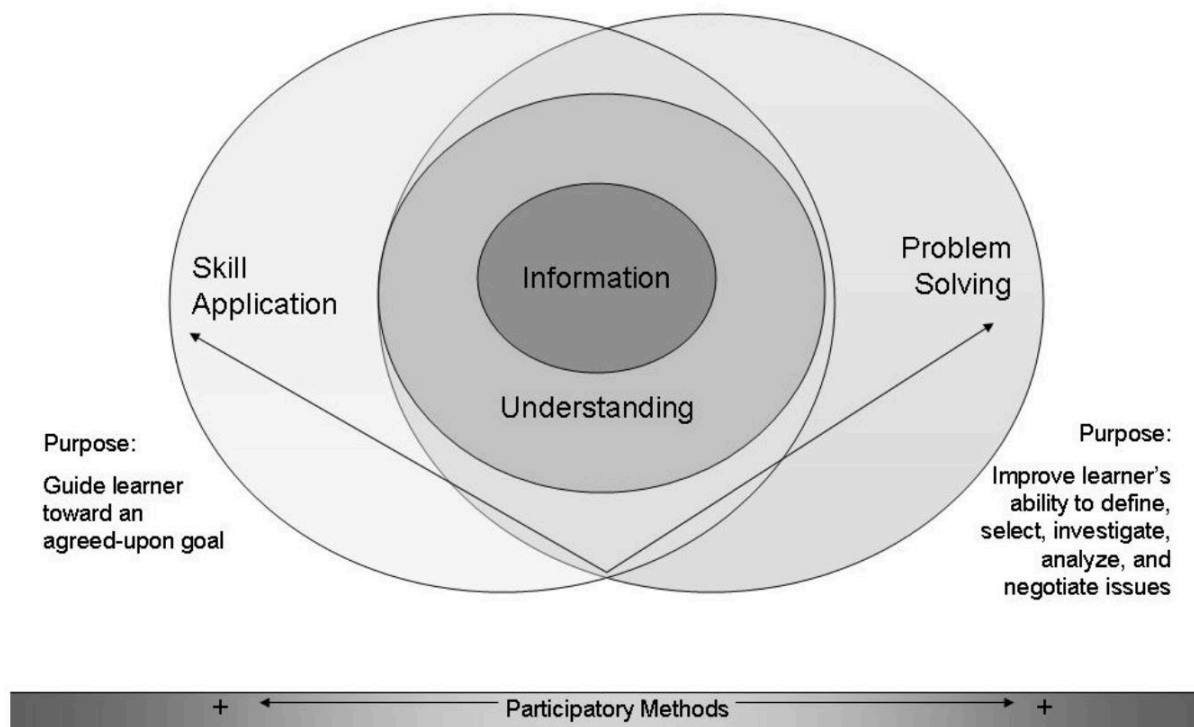 Skill
Application
Information
Understanding
Problem
Solving
Purpose:
Guide learner
toward an
agreed-upon goal
Purpose:
Improve learner's
ability to define,
select, investigate,
analyze, and
negotiate issues
+ Participatory Methods +